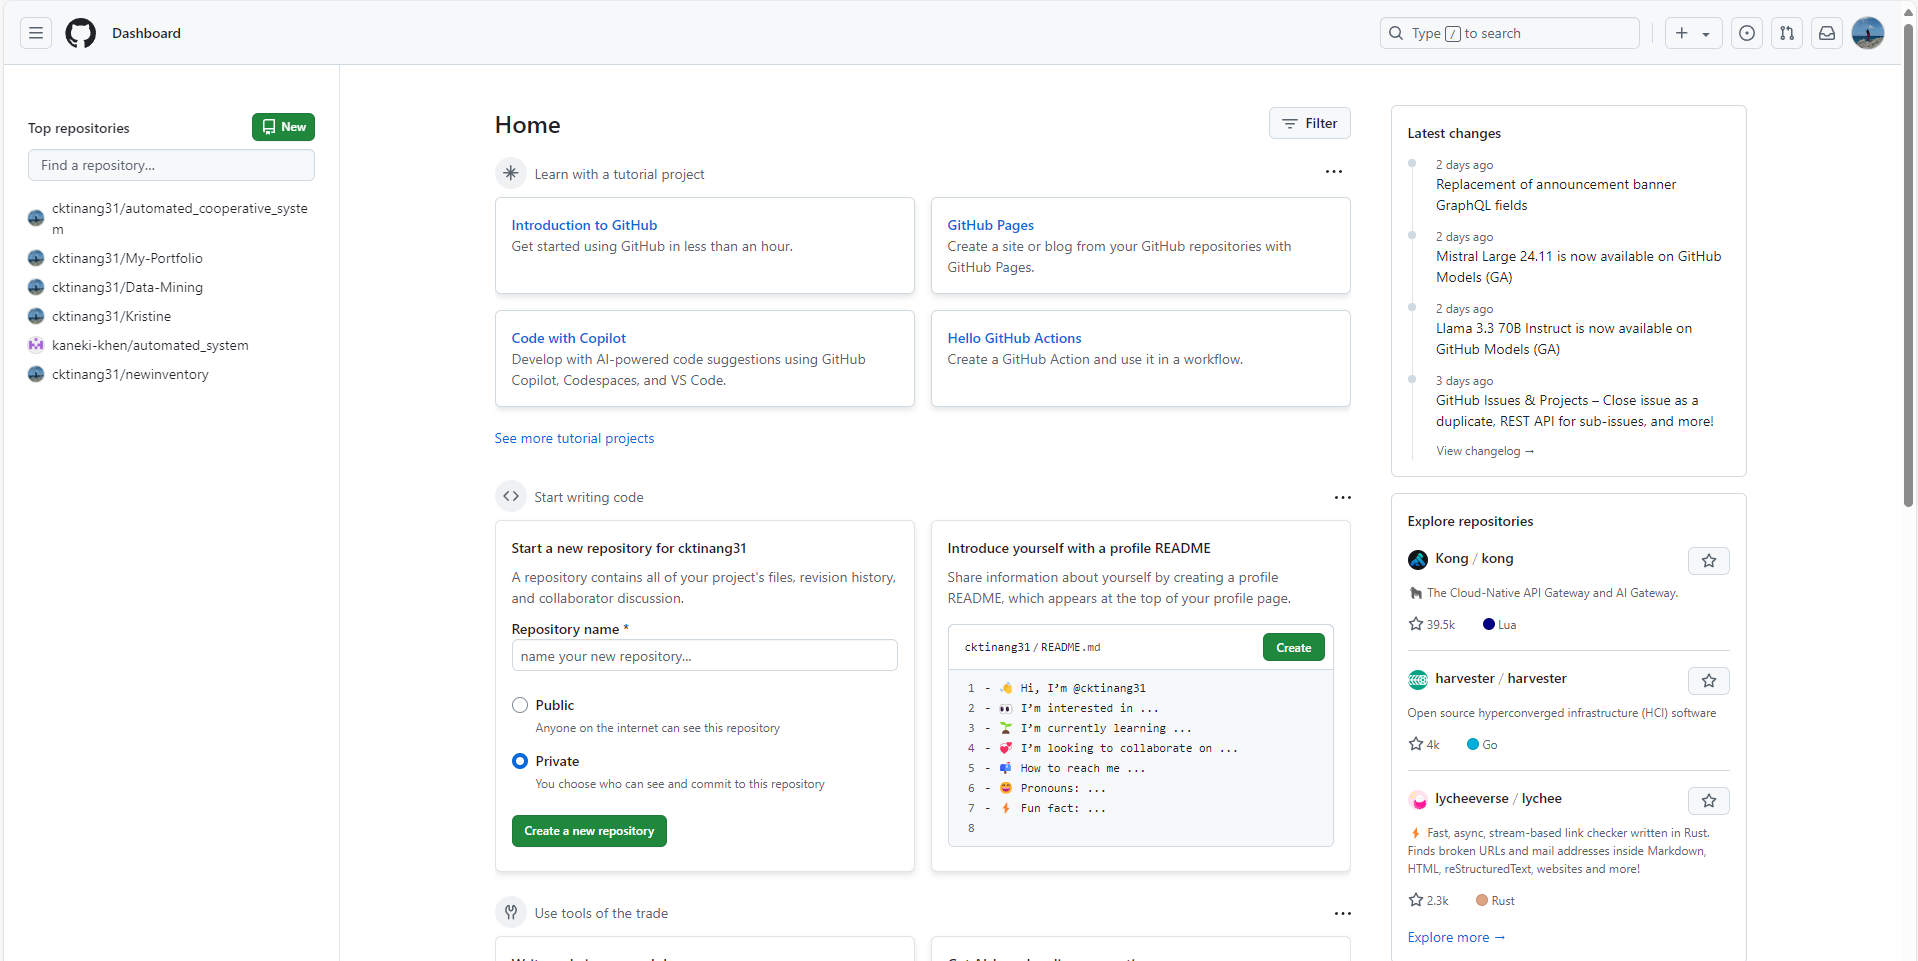 Dashboard
Type / to search
Top repositories
New
Find a repository...
cktinang31/automated_cooperative_syste
m
cktinang31/My-Portfolio
cktinang31/Data-Mining
cktinang31/Kristine
kaneki-khen/automated_system
cktinang31/newinventory
Home
Filter
Learn with a tutorial project
Introduction to GitHub
Get started using GitHub in less than an hour.
GitHub Pages
Create a site or blog from your GitHub repositories with
GitHub Pages.
Code with Copilot
Develop with AI-powered code suggestions using GitHub
Copilot, Codespaces, and VS Code.
Hello GitHub Actions
Create a GitHub Action and use it in a workflow.
See more tutorial projects
Start writing code
Start a new repository for cktinang31
A repository contains all of your project's files, revision history,
and collaborator discussion.
Repository name *
name your new repository...
Public
Anyone on the internet can see this repository
Private
You choose who can see and commit to this repository
Create a new repository
Introduce yourself with a profile README
Share information about yourself by creating a profile
README, which appears at the top of your profile page.
cktinang31 / README.md
Create
1 - 👋 Hi, I’m @cktinang31
2 - 👀 I’m interested in ...
3 - 🌱 I’m currently learning ...
4 - 💞️ I’m looking to collaborate on ...
5 - 📫 How to reach me ...
6 - 😄 Pronouns: ...
7 - ⚡ Fun fact: ...
8
Use tools of the trade
Latest changes
2 days ago
Replacement of announcement banner
GraphQL fields
2 days ago
Mistral Large 24.11 is now available on GitHub
Models (GA)
2 days ago
Llama 3.3 70B Instruct is now available on
GitHub Models (GA)
3 days ago
GitHub Issues & Projects – Close issue as a
duplicate, REST API for sub-issues, and more!
View changelog →
Explore repositories
Kong / kong
🦍 The Cloud-Native API Gateway and AI Gateway.
39.5k Lua
harvester / harvester
Open source hyperconverged infrastructure (HCI) software
4k Go
lycheeverse / lychee
⚡ Fast, async, stream-based link checker written in Rust.
Finds broken URLs and mail addresses inside Markdown,
HTML, reStructuredText, websites and more!
2.3k Rust
Explore more →